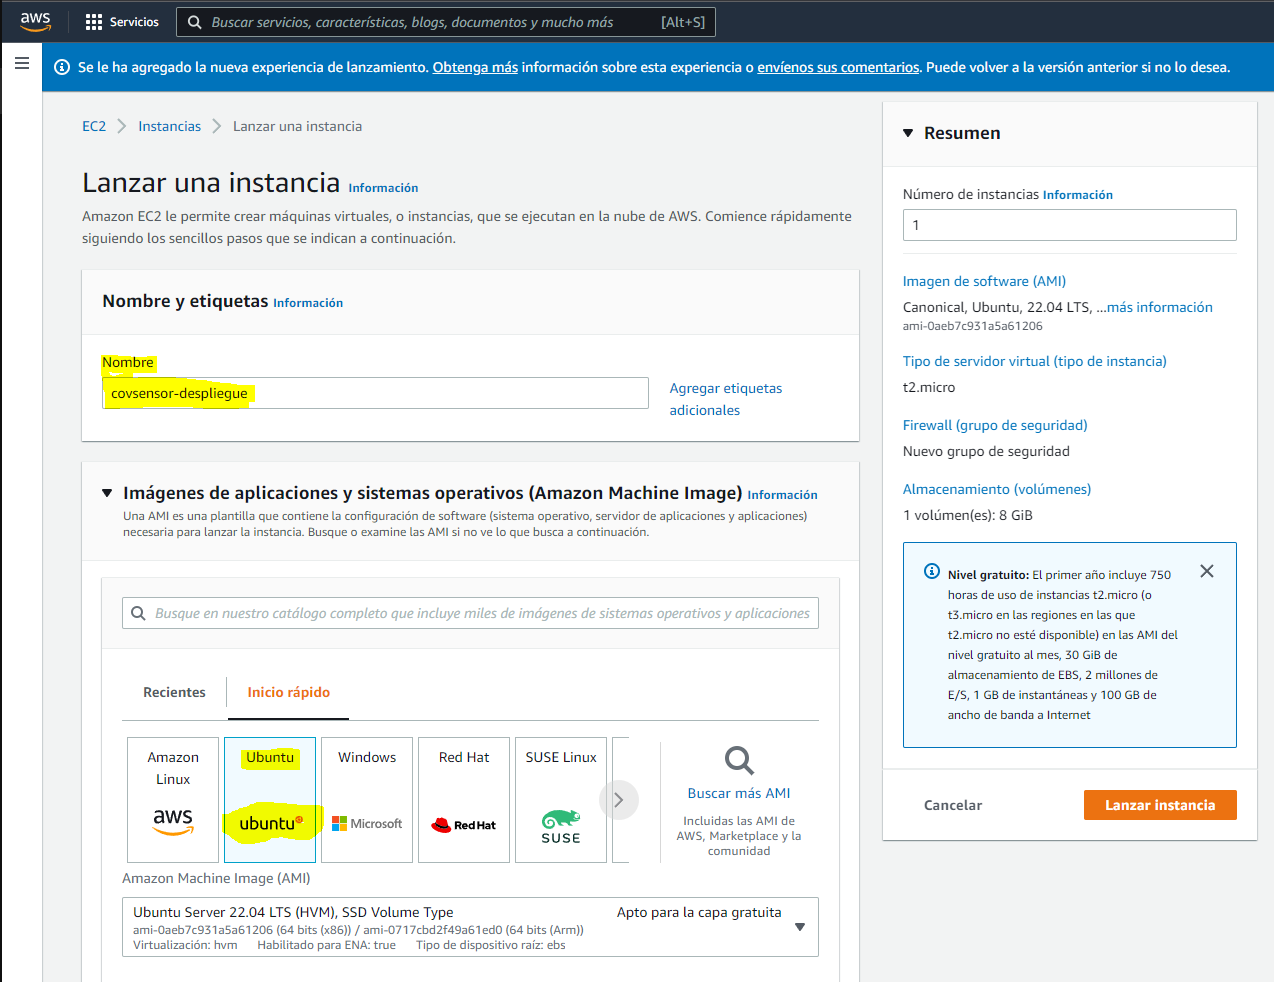 aws
Servicios
Buscar servicios, características, blogs, documentos y mucho más
[Alt+S]
Se le ha agregado la nueva experiencia de lanzamiento. Obtenga más información sobre esta experiencia o envíenos sus comentarios. Puede volver a la versión anterior si no lo desea.
EC2
Instancias
Lanzar una instancia
Lanzar una instancia Información
Amazon EC2 le permite crear máquinas virtuales, o instancias, que se ejecutan en la nube de AWS. Comience rápidamente
siguiendo los sencillos pasos que se indican a continuación.
Nombre y etiquetas Información
Nombre
covsensor-despliegue
Agregar etiquetas
adicionales
Imágenes de aplicaciones y sistemas operativos (Amazon Machine Image) Información
Una AMI es una plantilla que contiene la configuración de software (sistema operativo, servidor de aplicaciones y aplicaciones)
necesaria para lanzar la instancia. Busque o examine las AMI si no ve lo que busca a continuación.
Busque en nuestro catálogo completo que incluye miles de imágenes de sistemas operativos y aplicaciones
Recientes
Inicio rápido
Amazon
Linux
aws
Ubuntu
ubuntu
Windows
Microsoft
Red Hat
Red Hat
SUSE Linux
SUSE
Buscar más AMI
Incluidas las AMI de
AWS, Marketplace y la
comunidad
Amazon Machine Image (AMI)
Ubuntu Server 22.04 LTS (HVM), SSD Volume Type
Apto para la capa gratuita
ami-0aeb7c931a5a61206 (64 bits (x86)) / ami-0717cbd2f49a61ed0 (64 bits (Arm))
Virtualización: hvm Habilitado para ENA: true Tipo de dispositivo raíz: ebs
Resumen
Número de instancias Información
1
Imagen de software (AMI)
Canonical, Ubuntu, 22.04 LTS, ...más información
ami-0aeb7c931a5a61206
Tipo de servidor virtual (tipo de instancia)
t2.micro
Firewall (grupo de seguridad)
Nuevo grupo de seguridad
Almacenamiento (volúmenes)
1 volúmen(es): 8 GiB
Nivel gratuito: El primer año incluye 750
horas de uso de instancias t2.micro (o
t3.micro en las regiones en las que
t2.micro no esté disponible) en las AMI del
nivel gratuito al mes, 30 GiB de
almacenamiento de EBS, 2 millones de
E/S, 1 GB de instantáneas y 100 GB de
ancho de banda a Internet
Cancelar
Lanzar instancia